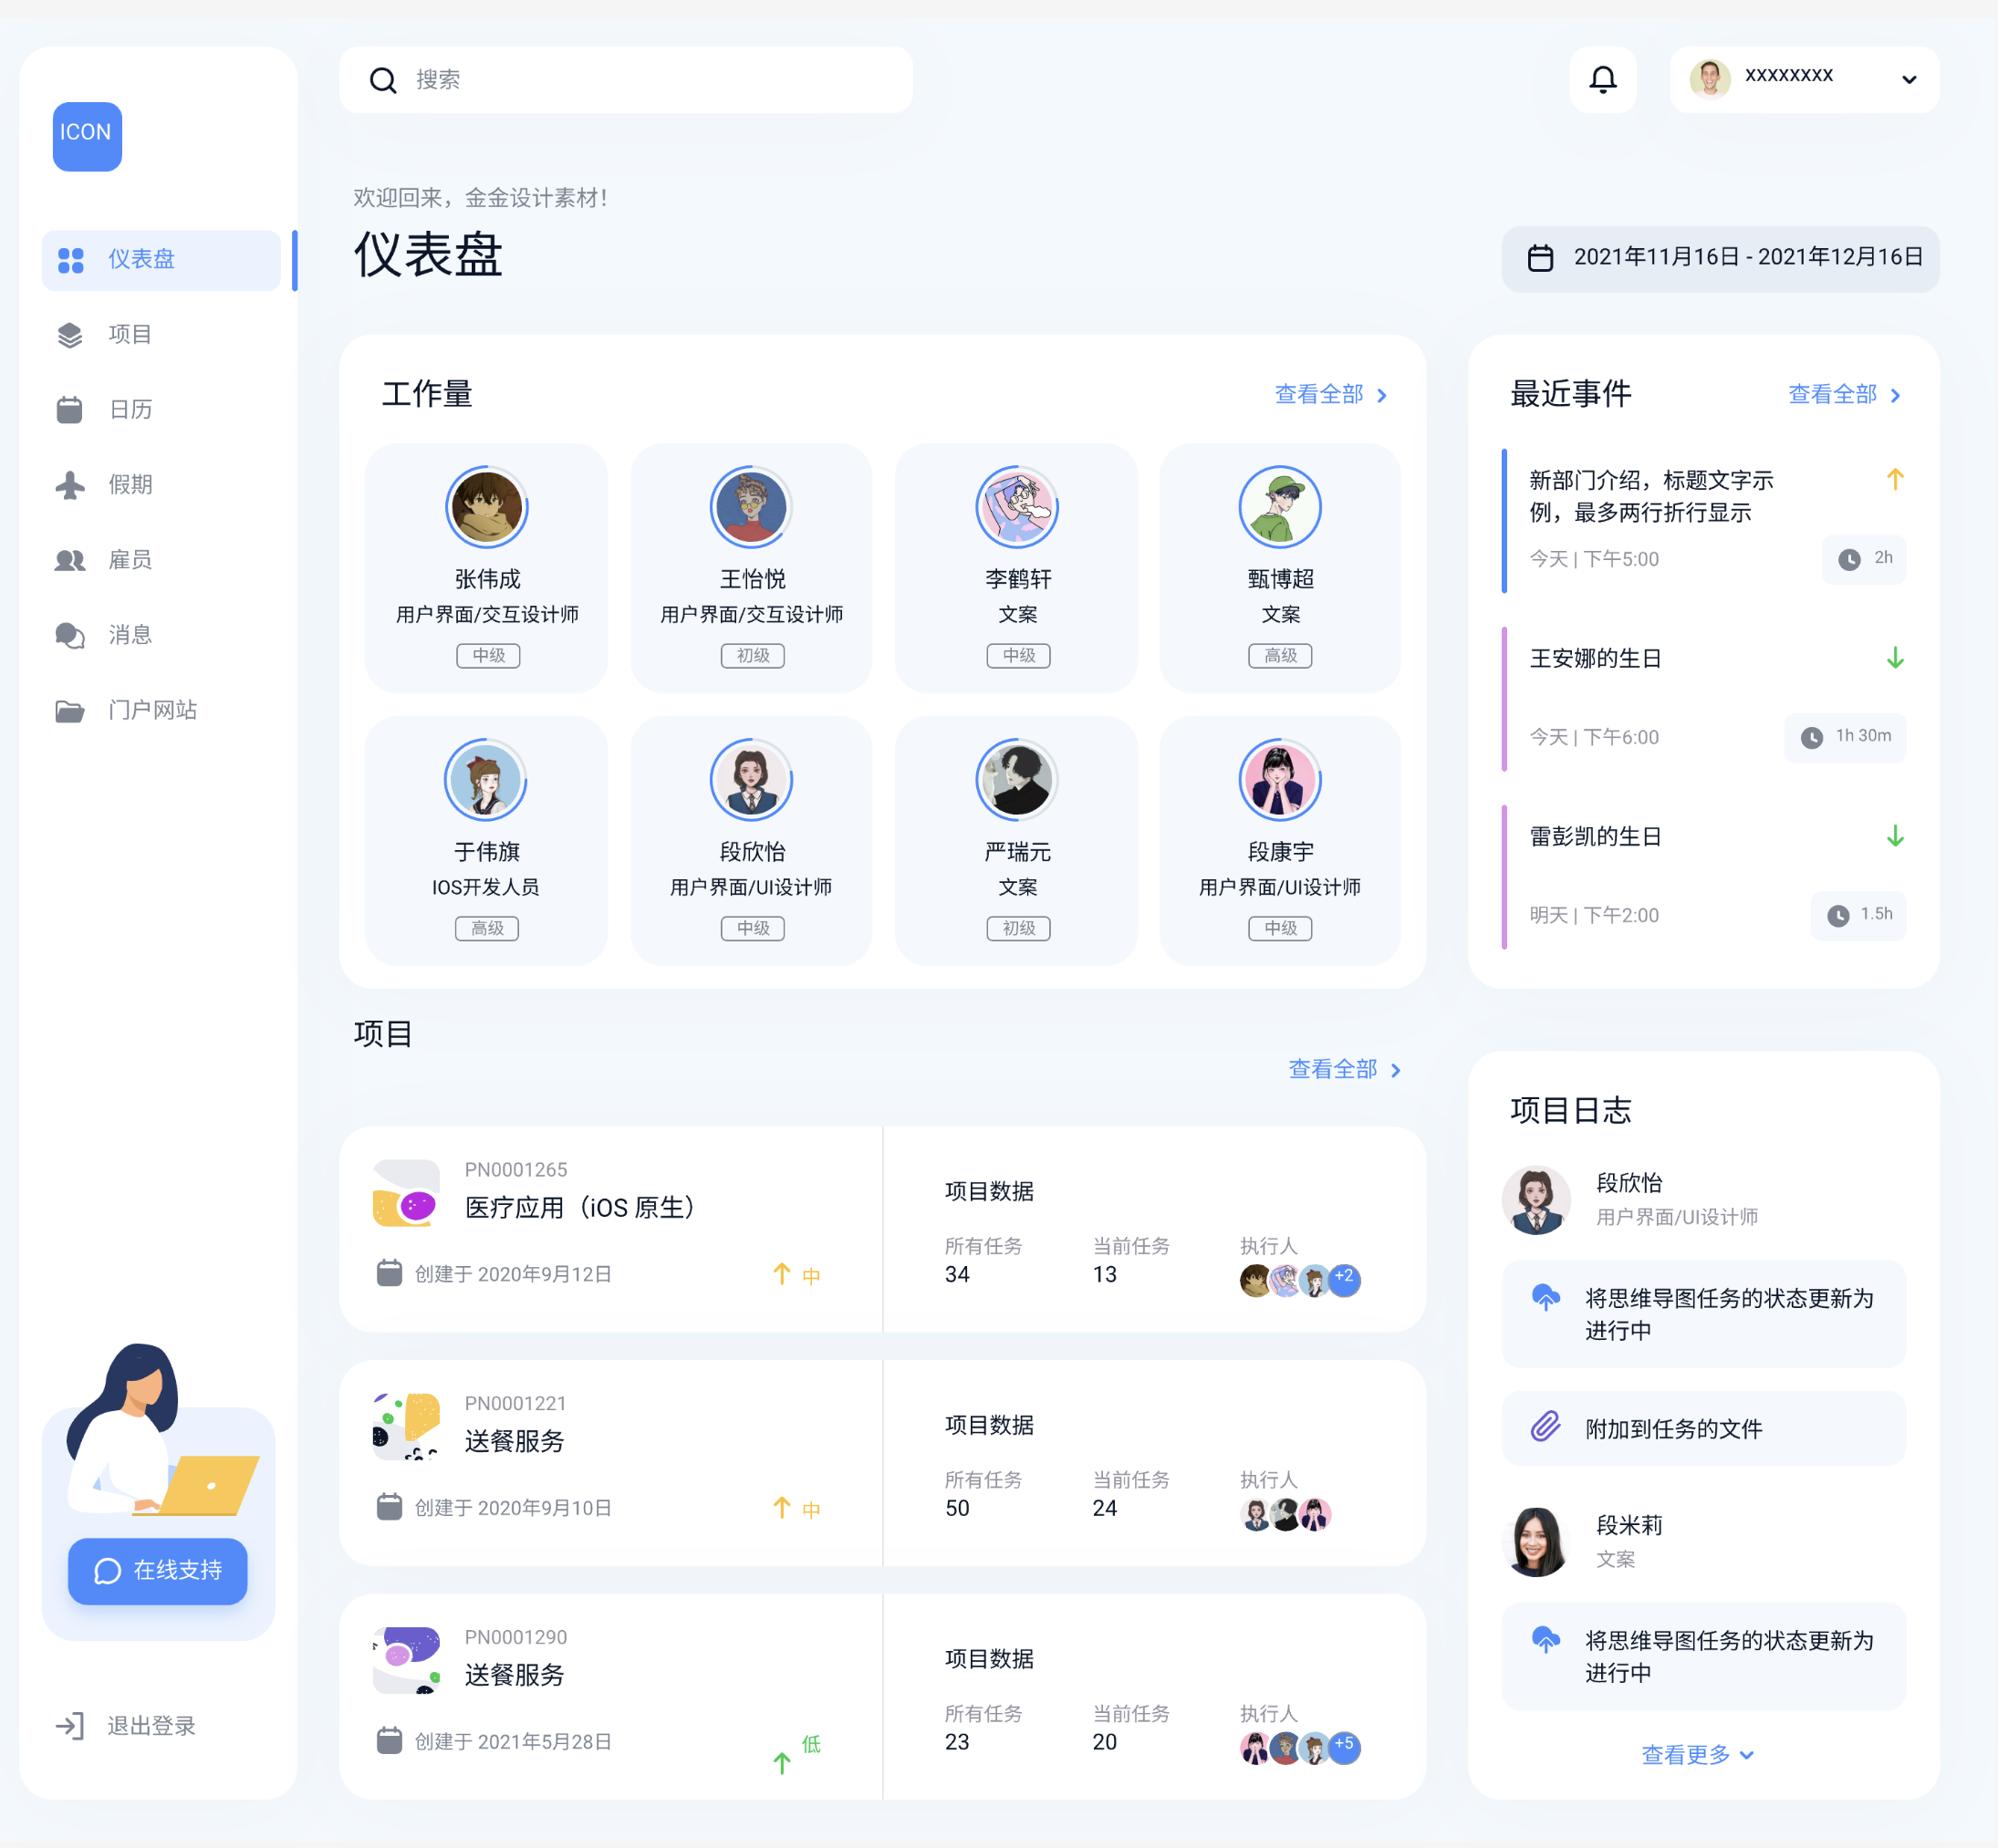 ICON
仪表盘
项目
日历
假期
雇员
消息
门户网站
在线支持
退出登录
搜索
xxxxxxxx
欢迎回来，金金设计素材！
仪表盘
2021年11月16日 - 2021年12月16日
工作量
查看全部
张伟成
用户界面/交互设计师
中级
王怡悦
用户界面/交互设计师
初级
李鹤轩
文案
中级
甄博超
文案
高级
于伟旗
IOS开发人员
高级
段欣怡
用户界面/UI设计师
中级
严瑞元
文案
初级
段康宇
用户界面/UI设计师
中级
最近事件
查看全部
新部门介绍，标题文字示
例，最多两行折行显示
今天 | 下午5:00
2h
王安娜的生日
今天 | 下午6:00
1h 30m
雷彭凯的生日
明天 | 下午2:00
1.5h
项目
查看全部
PN0001265
医疗应用（iOS 原生）
创建于 2020年9月12日
中
项目数据
所有任务
34
当前任务
13
执行人
+2
PN0001221
送餐服务
创建于 2020年9月10日
中
项目数据
所有任务
50
当前任务
24
执行人
PN0001290
送餐服务
创建于 2021年5月28日
低
项目数据
所有任务
23
当前任务
20
执行人
+5
项目日志
段欣怡
用户界面/UI设计师
将思维导图任务的状态更新为
进行中
附加到任务的文件
段米莉
文案
将思维导图任务的状态更新为
进行中
查看更多